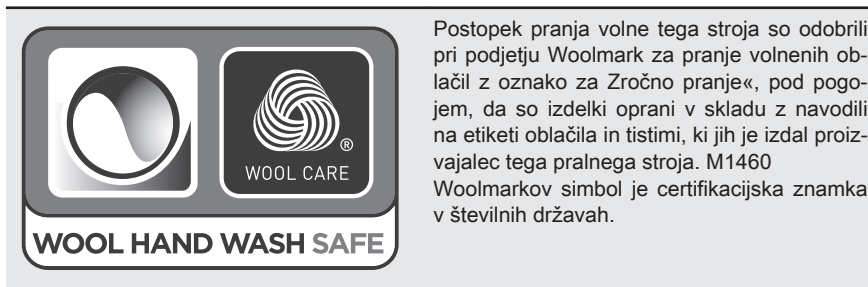 WOOL CARE
®
WOOL HAND WASH SAFE
Postopek pranja volne tega stroja so odobrili
pri podjetju Woolmark za pranje volnenih ob-
lačil z oznako za Zročno pranje«, pod pogo-
jem, da so izdelki oprani v skladu z navodili
na etiketi oblačila in tistimi, ki jih je izdal proiz-
vajalec tega pralnega stroja. M1460
Woolmarkov simbol je certifikacijska znamka
v številnih državah.